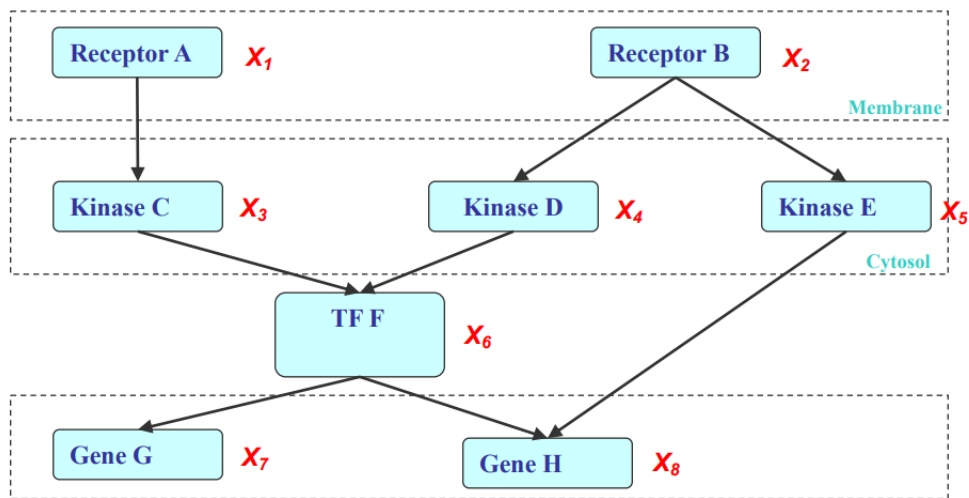 Receptor A
X1
Receptor B
X2
Membrane
Kinase C
X3
Kinase D
X4
Kinase E
X5
Cytosol
TF F
X6
Gene G
X7
Gene H
X8